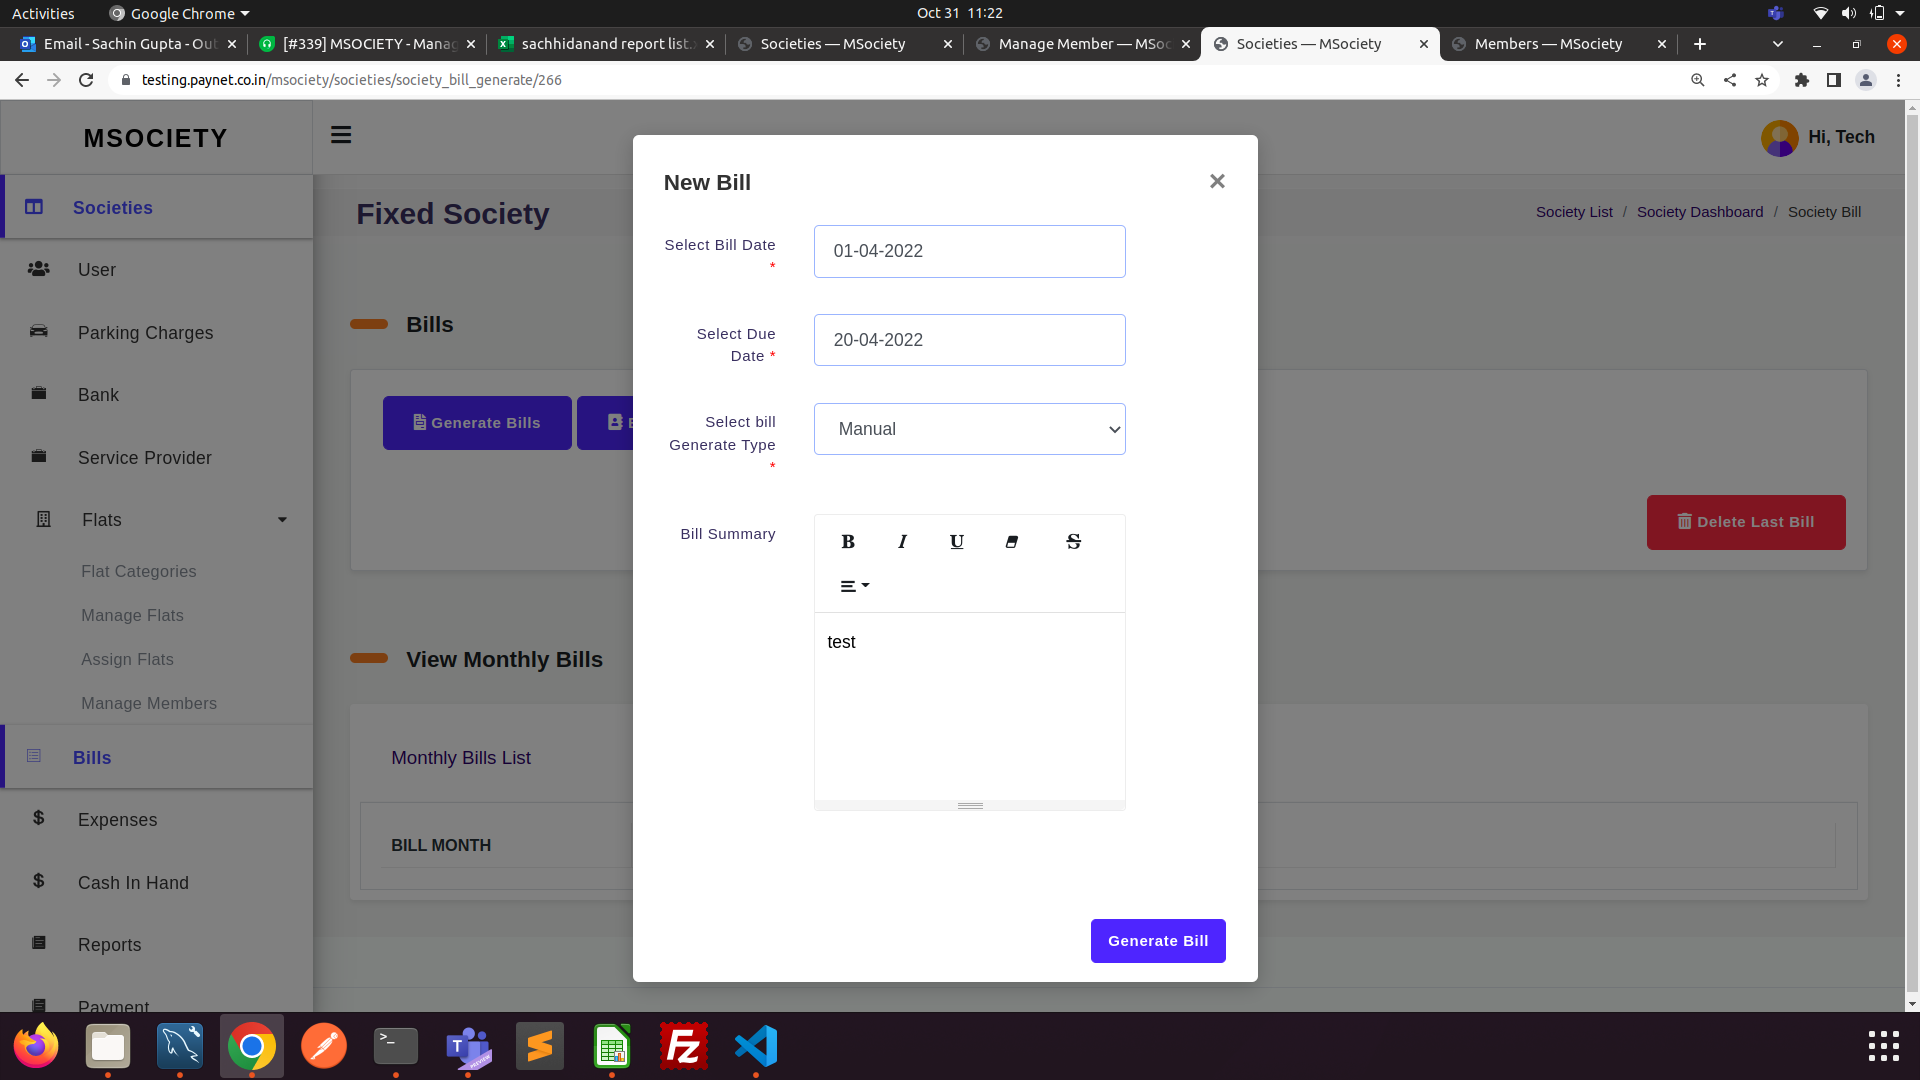 Activities
Google Chrome
Oct 31 11:22
Email - Sachin Gupta - Out
[#339] MSOCIETY - Manag
sachhidanand report list.x
Societies — MSociety
Manage Member — MSoc
Societies — MSociety
Members — MSociety
testing.paynet.co.in/msociety/societies/society_bill_generate/266
MSOCIETY
Hi, Tech
Societies
User
Parking Charges
Bank
Service Provider
Flats
Flat Categories
Manage Flats
Assign Flats
Manage Members
Bills
Expenses
Cash In Hand
Reports
Payment
Fixed Society
Society List / Society Dashboard / Society Bill
Bills
Generate Bills
Delete Last Bill
View Monthly Bills
Monthly Bills List
BILL MONTH
New Bill
×
Select Bill Date
*
01-04-2022
Select Due
Date *
20-04-2022
Select bill
Generate Type
*
Manual
Bill Summary
B I U S
test
Generate Bill